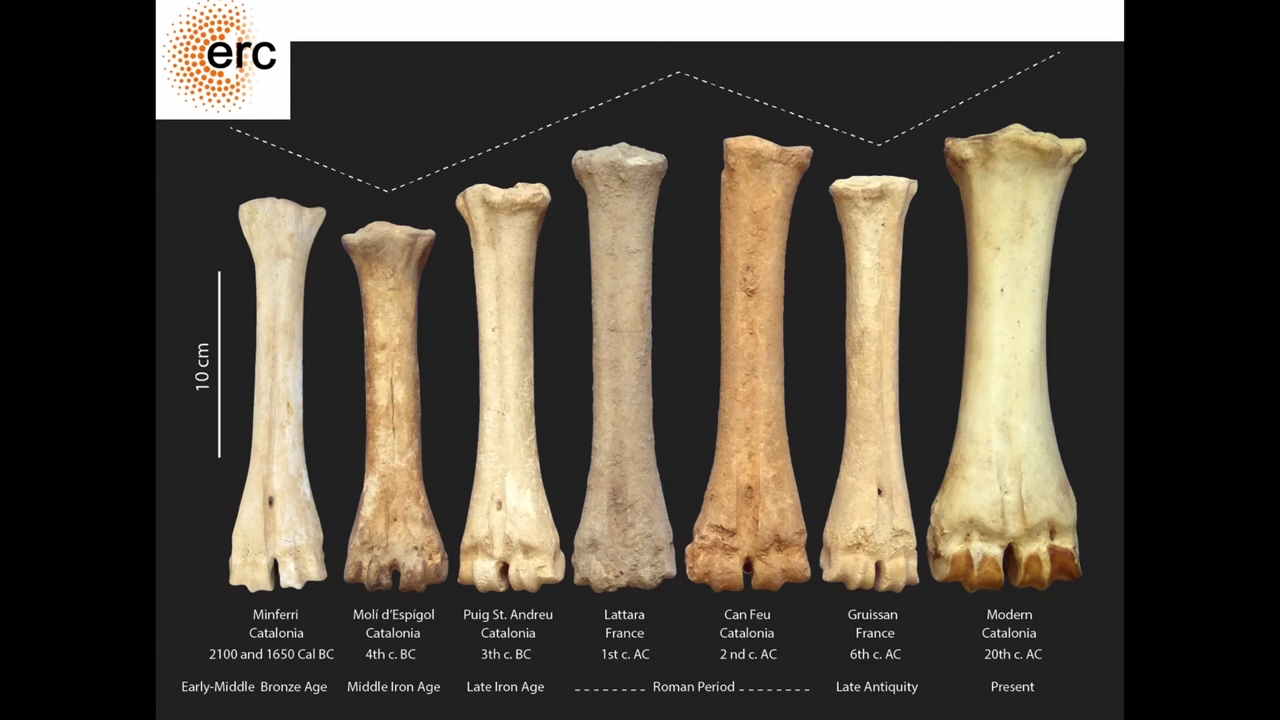 erc
10 cm
Minferri
Catalonia
2100 and 1650 Cal BC
Early-Middle Bronze Age
Molí d'Espígol
Catalonia
4th c. BC
Middle Iron Age
Puig St. Andreu
Catalonia
3th c. BC
Late Iron Age
Lattara
France
1st c. AC
Can Feu
Catalonia
2 nd c. AC
Roman Period
Gruissan
France
6th c. AC
Late Antiquity
Modern
Catalonia
20th c. AC
Present